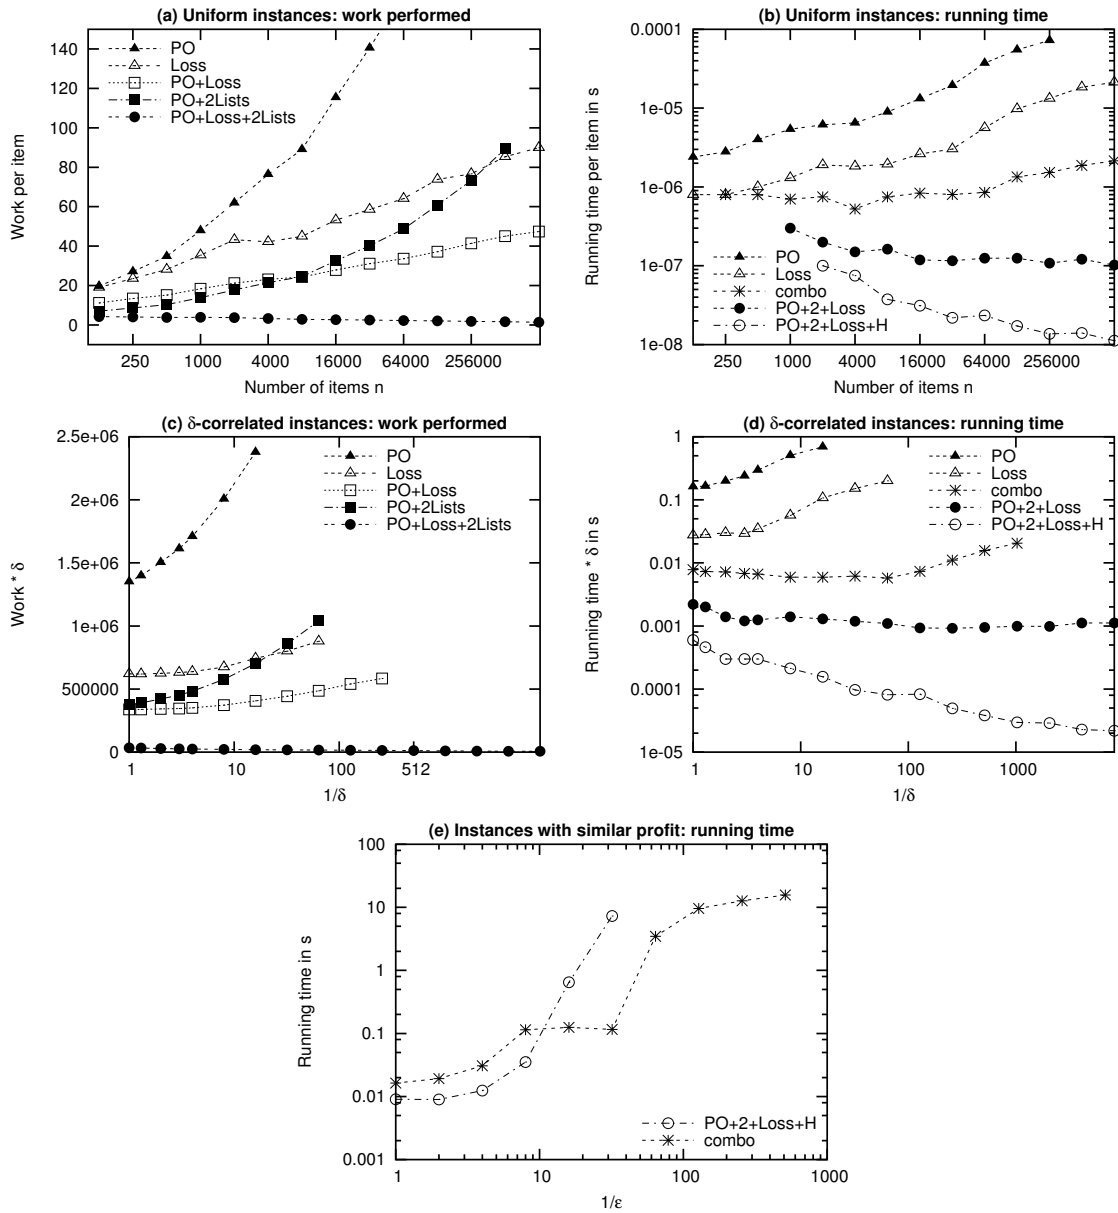 (a) Uniform instances: work performed
Work per item
140
120
100
80
60
40
20
0
PO
Loss
PO+Loss
PO+2Lists
PO+Loss+2Lists
250 1000 4000 16000 64000 256000
Number of items n
(b) Uniform instances: running time
Running time per item in s
0.0001
1e-05
1e-06
1e-07
1e-08
PO
Loss
combo
PO+2+Loss
PO+2+Loss+H
250 1000 4000 16000 64000 256000
Number of items n
(c) δ-correlated instances: work performed
Work * δ
2.5e+06
2e+06
1.5e+06
1e+06
500000
0
PO
Loss
PO+Loss
PO+2Lists
PO+Loss+2Lists
1 10 100 512
1/δ
(d) δ-correlated instances: running time
Running time * δ in s
1
0.1
0.01
0.001
0.0001
1e-05
PO
Loss
combo
PO+2+Loss
PO+2+Loss+H
1 10 100 1000
1/δ
(e) Instances with similar profit: running time
Running time in s
100
10
1
0.1
0.01
0.001
PO+2+Loss+H
combo
1 10 100 1000
1/ε